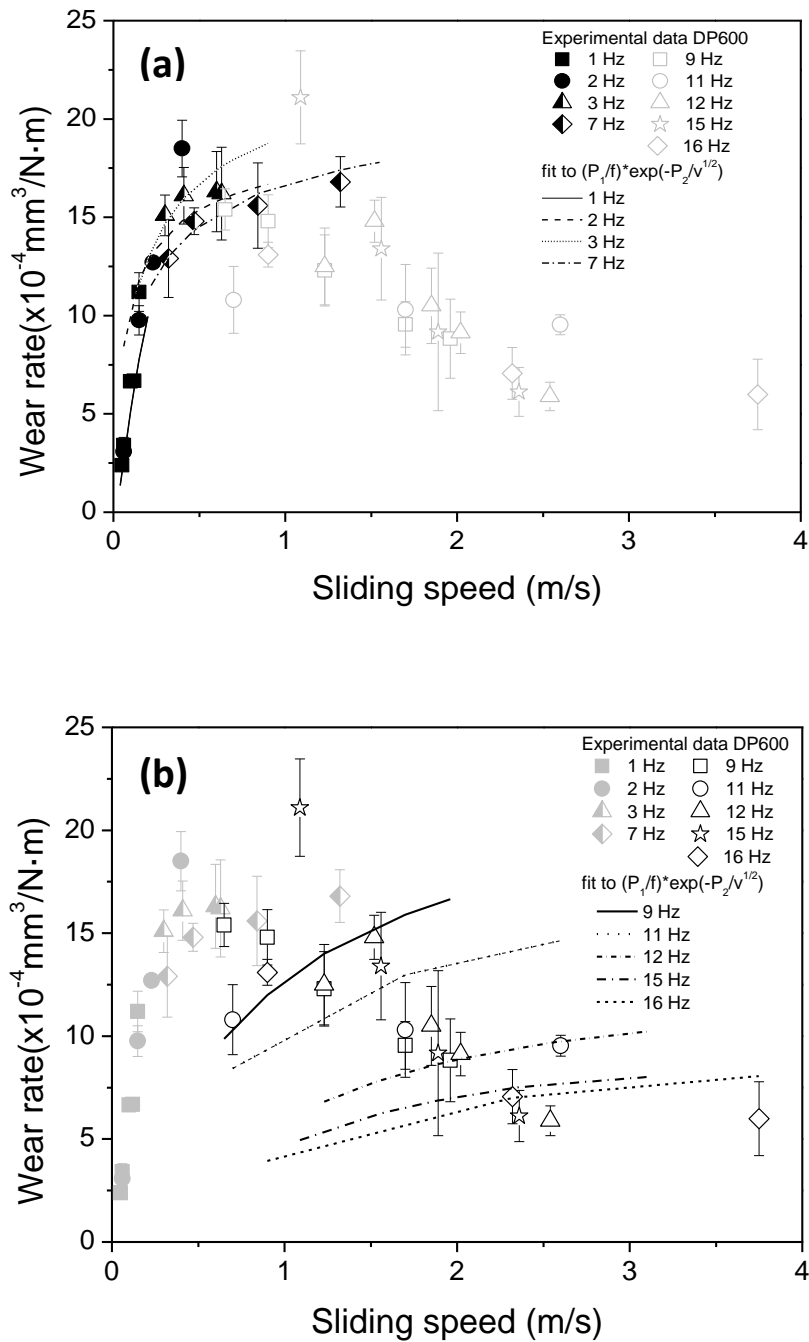 (a)
Experimental data DP600
1 Hz 9 Hz
2 Hz 11 Hz
3 Hz 12 Hz
7 Hz 15 Hz
16 Hz
fit to (P₁/f)*exp(-P₂/v^1/2)
1 Hz
2 Hz
3 Hz
7 Hz
Wear rate(x10⁻⁴mm³/N·m)
25
20
15
10
5
0
0 1 2 3 4
Sliding speed (m/s)
(b)
Experimental data DP600
1 Hz 9 Hz
2 Hz 11 Hz
3 Hz 12 Hz
7 Hz 15 Hz
16 Hz
fit to (P₁/f)*exp(-P₂/v^1/2)
9 Hz
11 Hz
12 Hz
15 Hz
16 Hz
Wear rate(x10⁻⁴mm³/N·m)
25
20
15
10
5
0
0 1 2 3 4
Sliding speed (m/s)